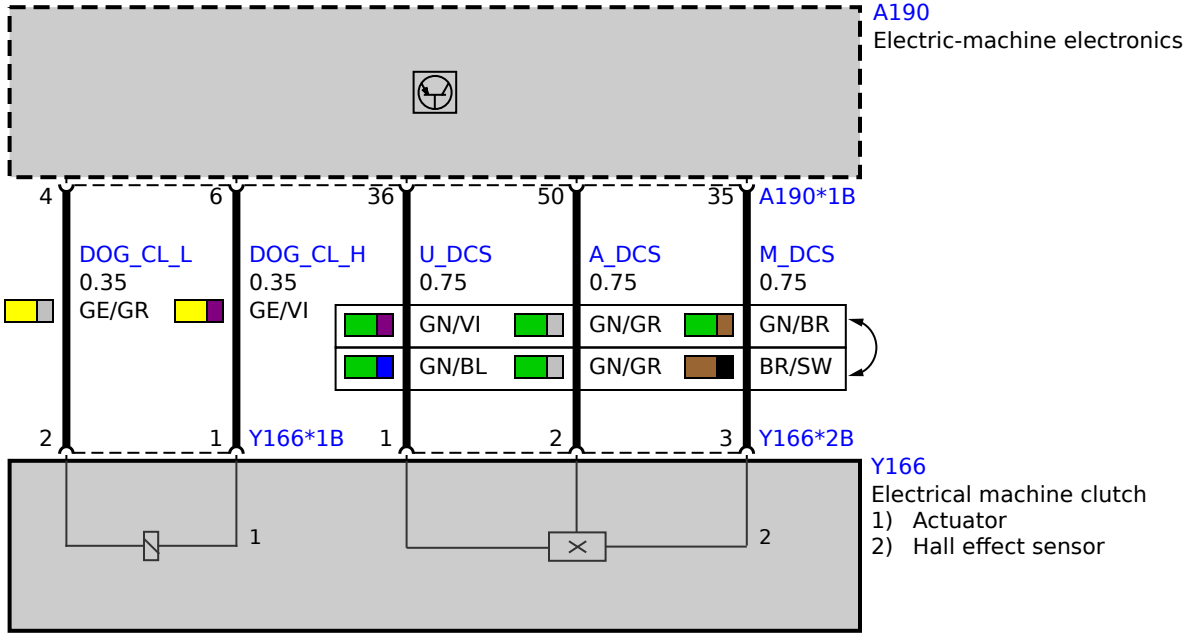 A190
Electric-machine electronics
4 6 36 50 35 A190*1B
DOG_CL_L DOG_CL_H U_DCS A_DCS M_DCS
0.35 0.35 0.75 0.75 0.75
GE/GR GE/VI
GN/VI GN/GR GN/BR
GN/BL GN/GR BR/SW
2 1 Y166*1B 1 2 3 Y166*2B
Y166
Electrical machine clutch
1) Actuator
2) Hall effect sensor
1 2